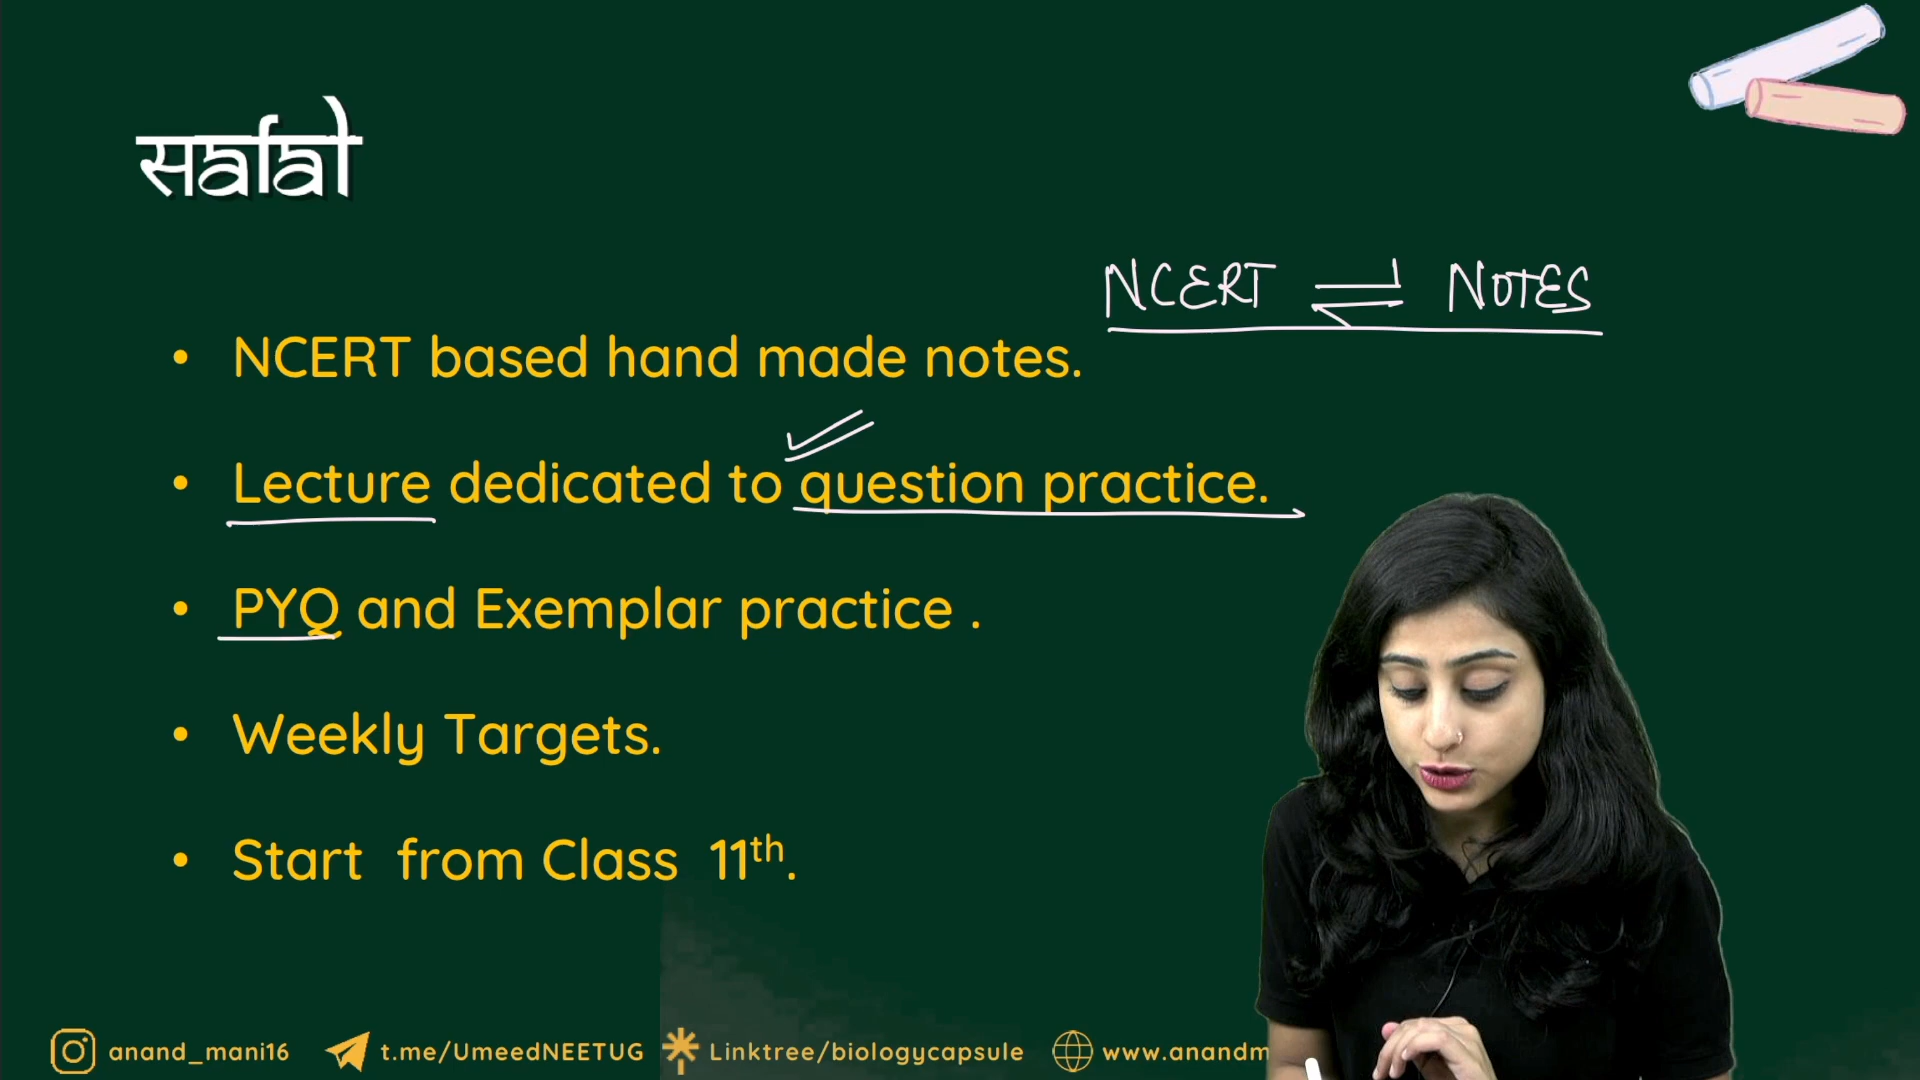 सafal
NCERT ⇌ NOTES
• NCERT based hand made notes.
• Lecture dedicated to question practice.
• PYQ and Exemplar practice .
• Weekly Targets.
• Start from Class 11th.
anand_mani16 t.me/UmeedNEETUG Linktree/biologycapsule www.anandm